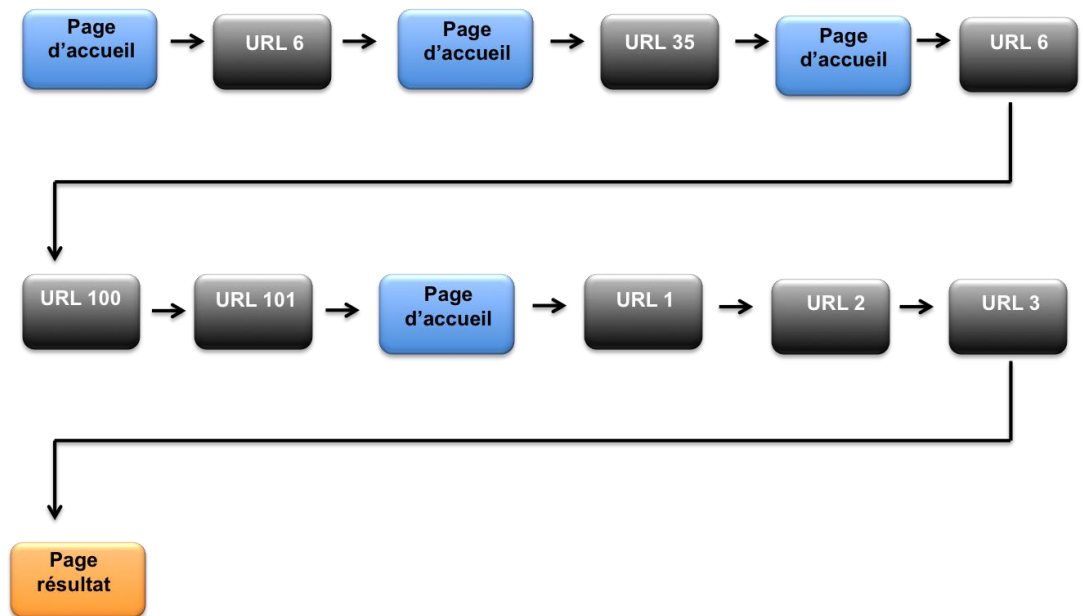 Page
d’accueil
URL 6
Page
d’accueil
URL 35
Page
d’accueil
URL 6
URL 100
URL 101
Page
d’accueil
URL 1
URL 2
URL 3
Page
résultat